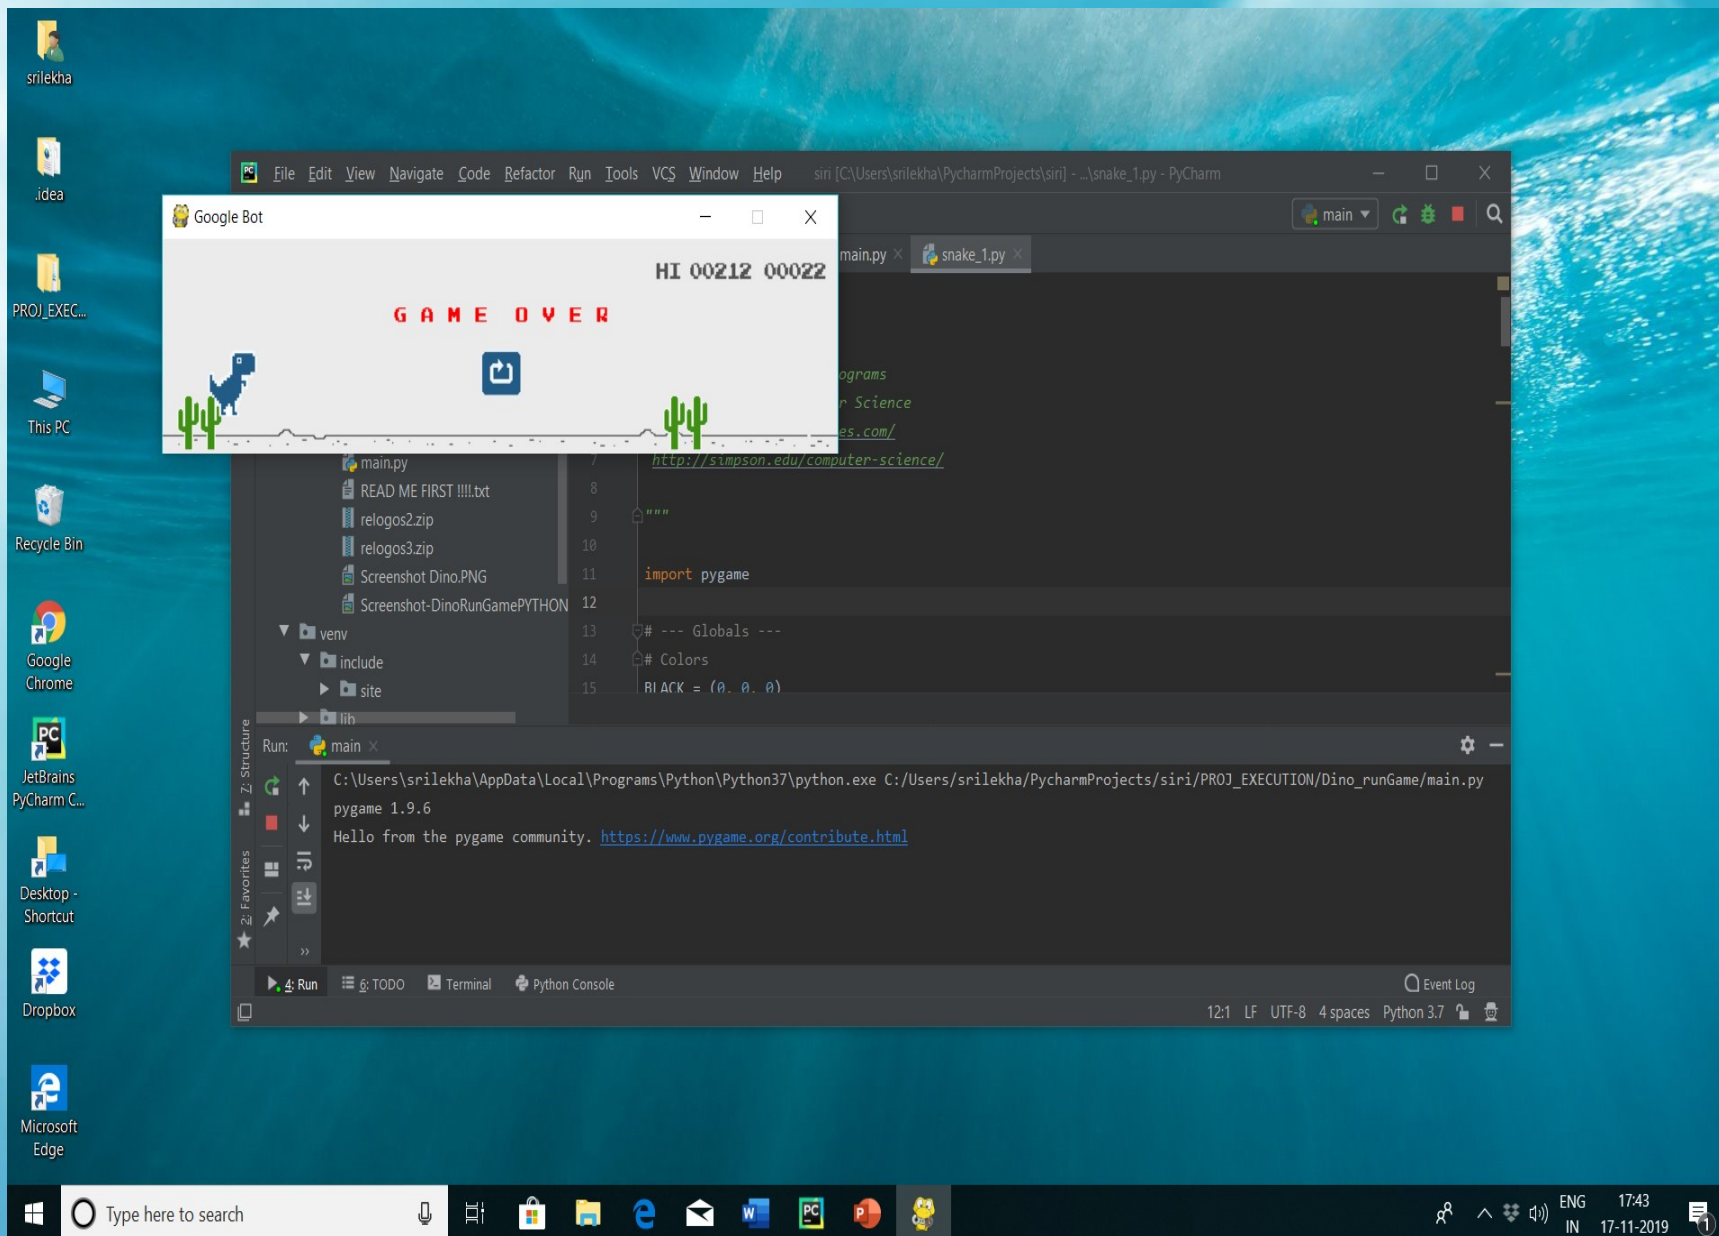 srilekha
.idea
PROJ_EXEC...
This PC
Recycle Bin
Google
Chrome
JetBrains
PyCharm C...
Desktop -
Shortcut
Dropbox
Microsoft
Edge
PC File Edit View Navigate Code Refactor Run Tools VCS Window Help siri [C:\Users\srilekha\PycharmProjects\siri] - ...\snake_1.py - PyCharm
main
Google Bot
HI 00212 00022
GAME OVER
main.py snake_1.py
ograms
r Science
es.com/
7 http://simpson.edu/computer-science/
8
9 """
10
11 import pygame
12
13 # --- Globals ---
14 # Colors
15 BLACK = (0, 0, 0)
main.py
READ ME FIRST !!!!.txt
relogos2.zip
relogos3.zip
Screenshot Dino.PNG
Screenshot-DinoRunGamePYTHON
venv
include
site
lib
7: Structure
2: Favorites
Run: main
C:\Users\srilekha\AppData\Local\Programs\Python\Python37\python.exe C:/Users/srilekha/PycharmProjects/siri/PROJ_EXECUTION/Dino_runGame/main.py
pygame 1.9.6
Hello from the pygame community. https://www.pygame.org/contribute.html
4: Run 6: TODO Terminal Python Console Event Log
12:1 LF UTF-8 4 spaces Python 3.7
Type here to search
ENG
IN
17:43
17-11-2019
1